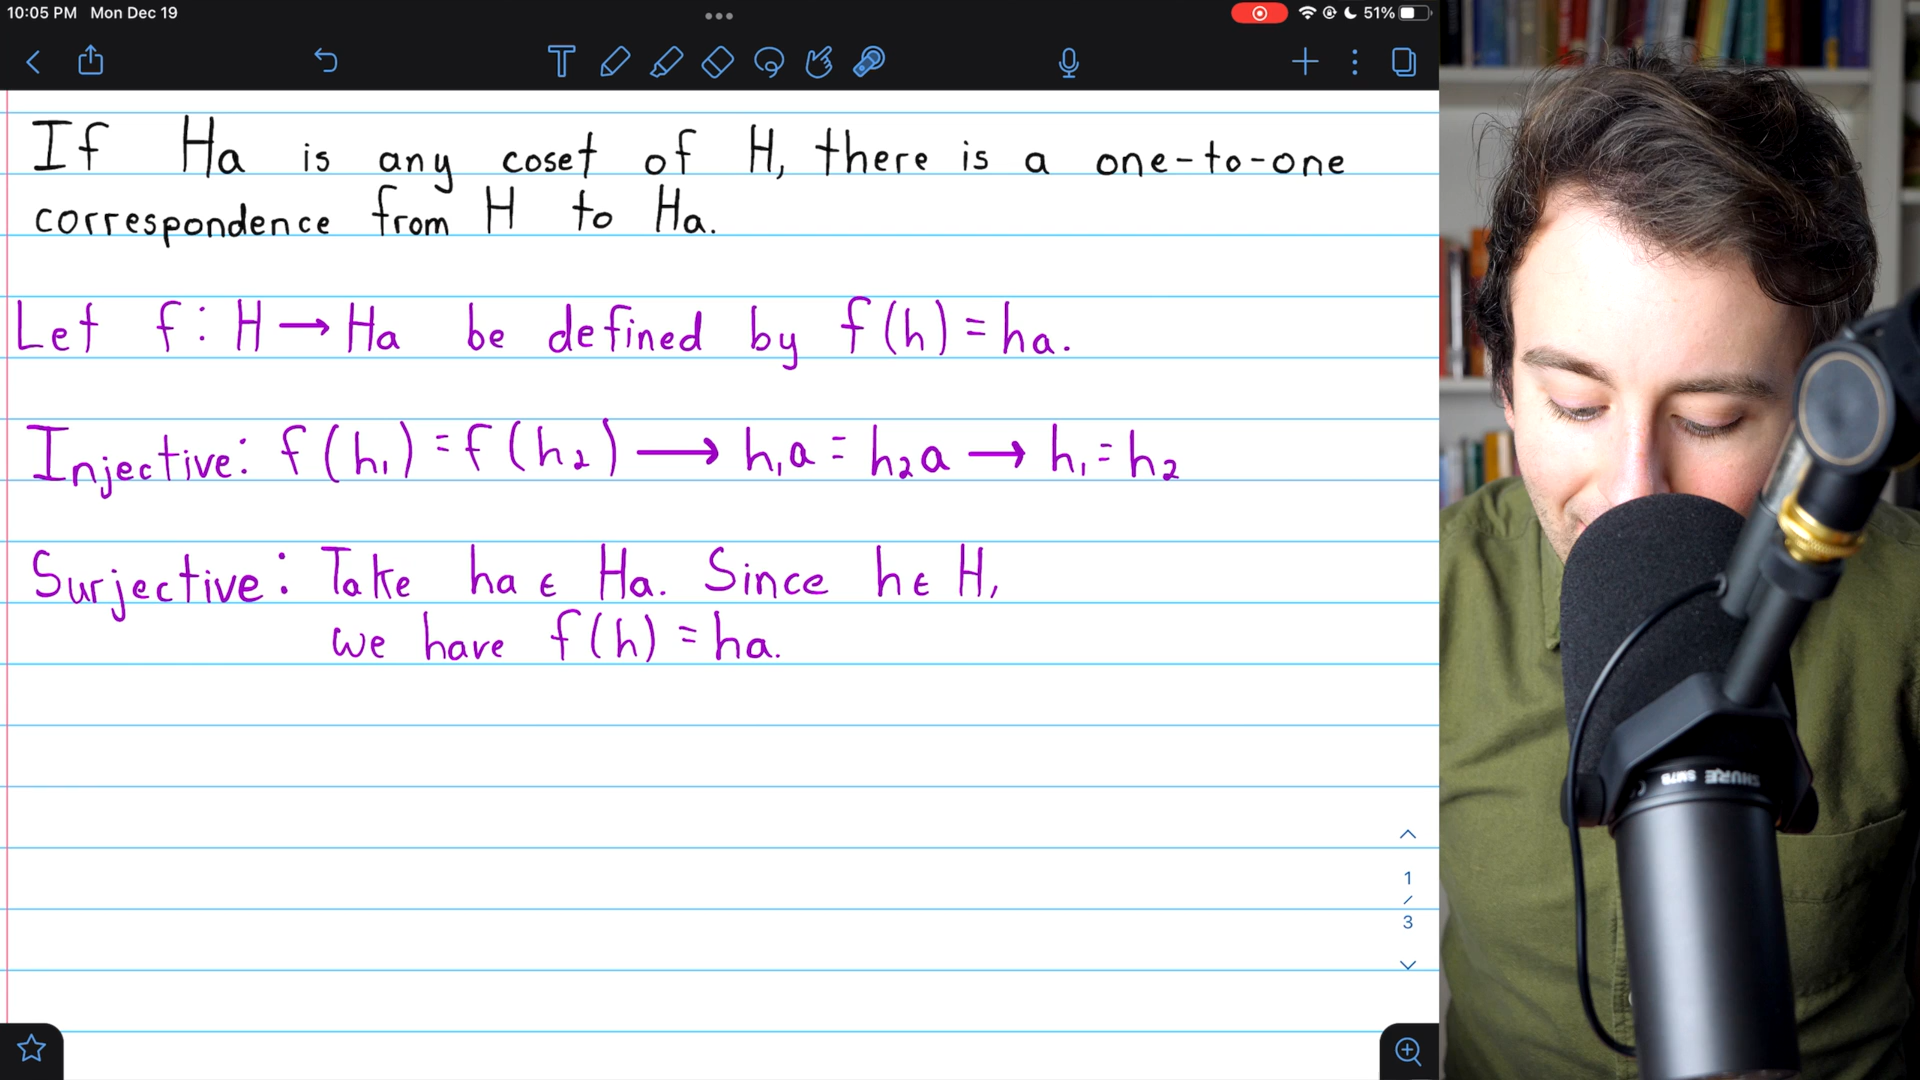 10:05 PM Mon Dec 19
51%
If Ha is any coset of H, there is a one-to-one
correspondence from H to Ha.
Let f: H → Ha be defined by f(h) = ha.
Injective: f(h₁) = f(h₂) → h₁a = h₂a → h₁ = h₂
Surjective: Take ha ϵ Ha. Since h ϵ H,
we have f(h) = ha.
1
/
3
SHURE SM7B